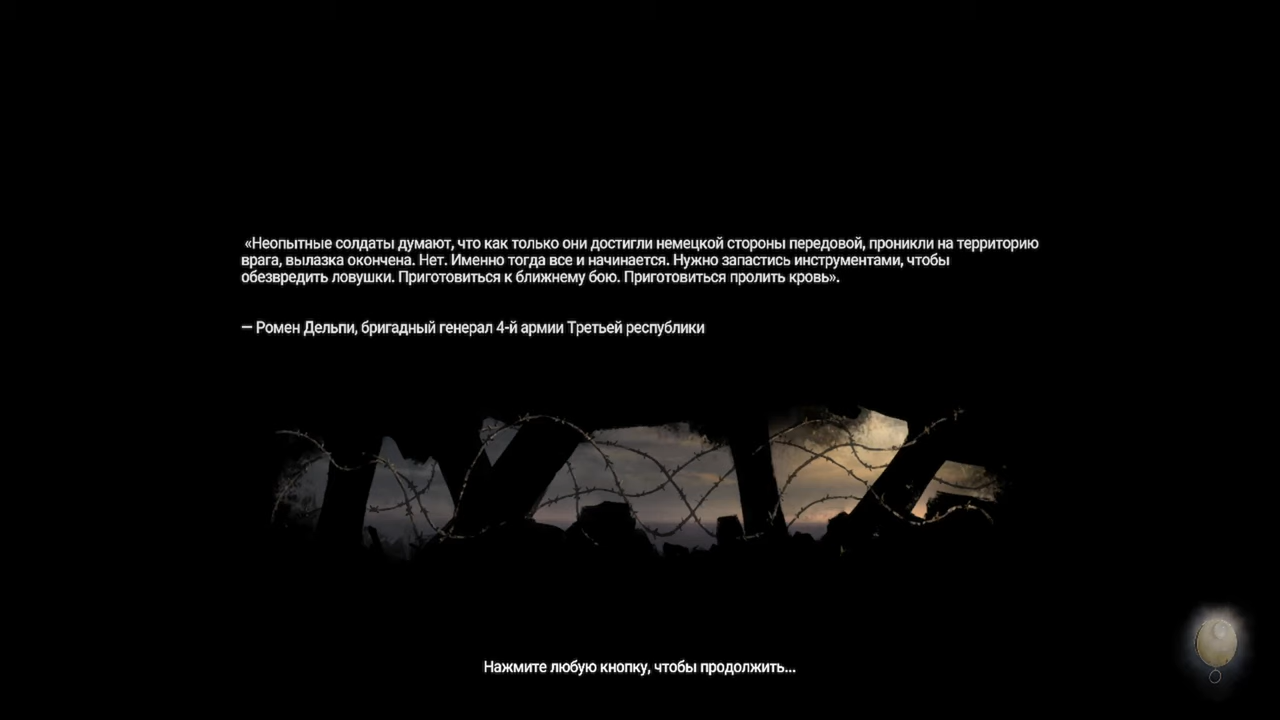 «Неопытные солдаты думают, что как только они достигли немецкой стороны передовой, проникли на территорию
врага, вылазка окончена. Нет. Именно тогда все и начинается. Нужно запастись инструментами, чтобы
обезвредить ловушки. Приготовиться к ближнему бою. Приготовиться пролить кровь».
— Ромен Дельпи, бригадный генерал 4-й армии Третьей республики
Нажмите любую кнопку, чтобы продолжить...